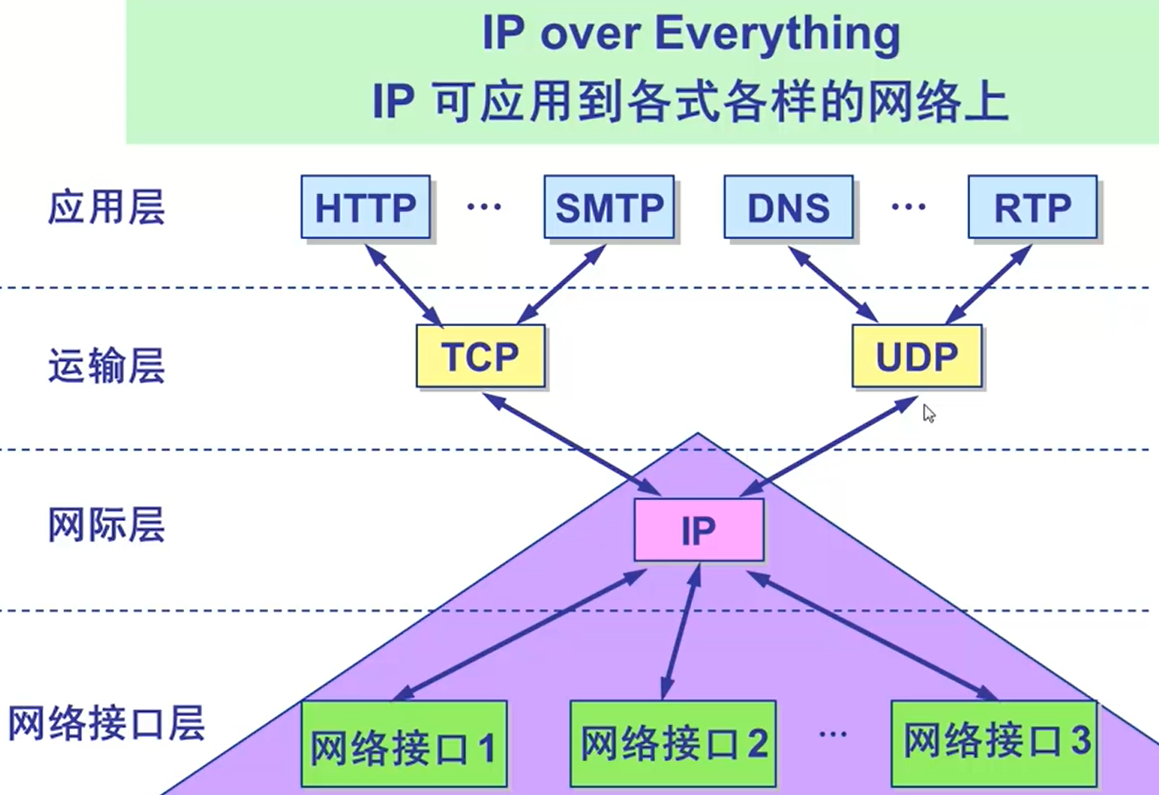 IP over Everything
IP 可应用到各式各样的网络上
应用层 HTTP … SMTP DNS … RTP
运输层 TCP UDP
网际层 IP
网络接口层 网络接口1 网络接口2 … 网络接口3